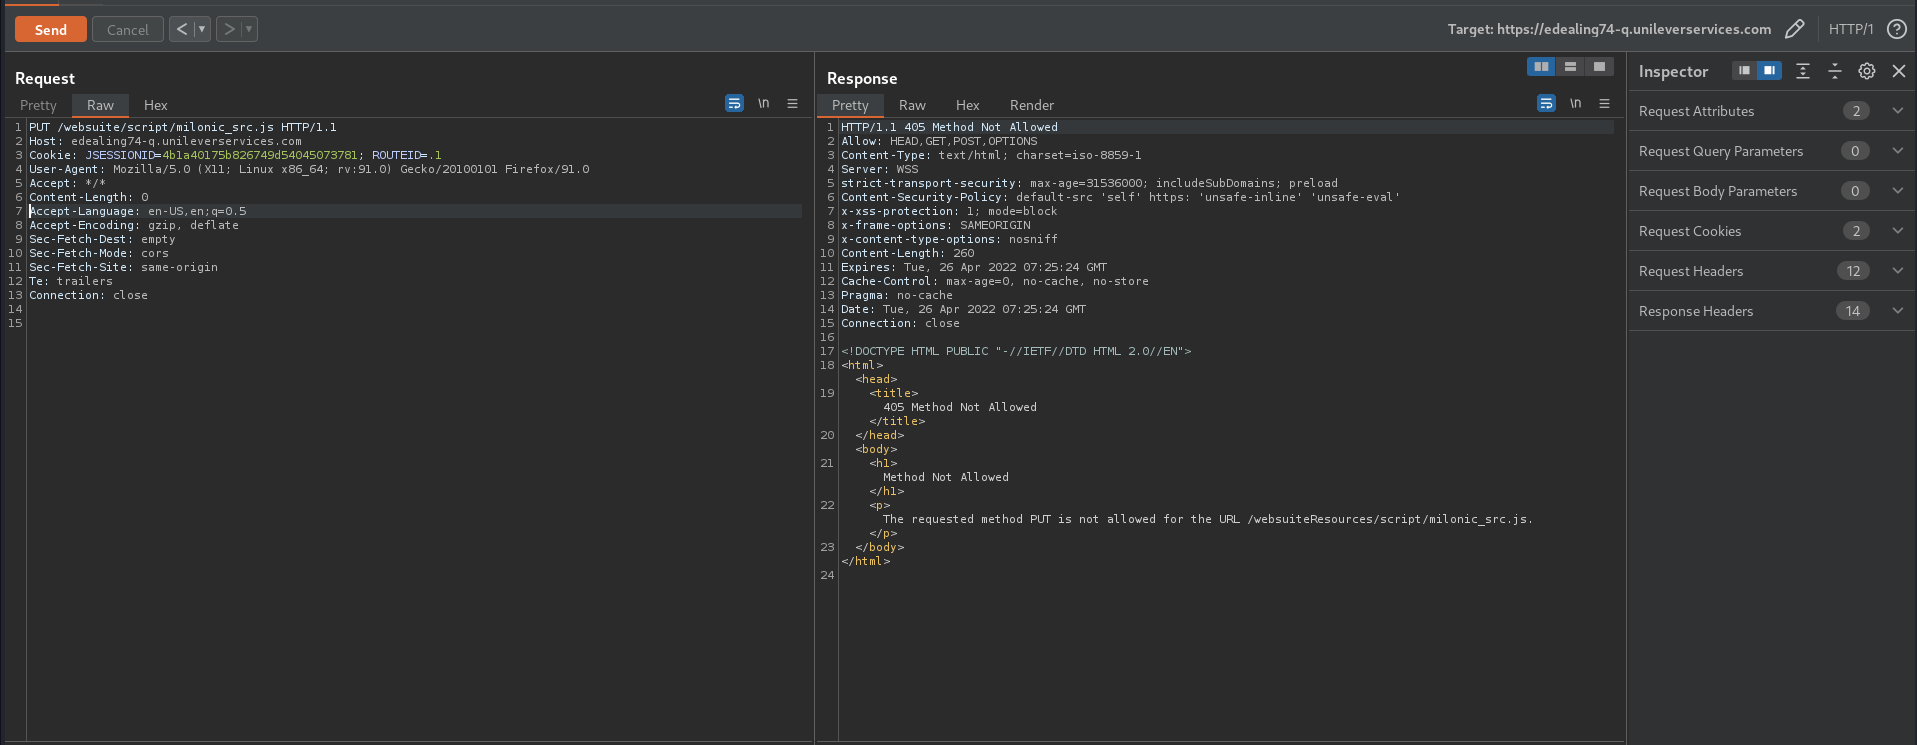 Send
Cancel
< ▾
> ▾
Target: https://edealing74-q.unileverservices.com
HTTP/1
Request
Pretty
Raw
Hex
\n
1 PUT /websuite/script/milonic_src.js HTTP/1.1
2 Host: edealing74-q.unileverservices.com
3 Cookie: JSESSIONID=4b1a40175b826749d54045073781; ROUTEID=.1
4 User-Agent: Mozilla/5.0 (X11; Linux x86_64; rv:91.0) Gecko/20100101 Firefox/91.0
5 Accept: */*
6 Content-Length: 0
7 Accept-Language: en-US,en;q=0.5
8 Accept-Encoding: gzip, deflate
9 Sec-Fetch-Dest: empty
10 Sec-Fetch-Mode: cors
11 Sec-Fetch-Site: same-origin
12 Te: trailers
13 Connection: close
14
15
Response
Pretty
Raw
Hex
Render
\n
1 HTTP/1.1 405 Method Not Allowed
2 Allow: HEAD,GET,POST,OPTIONS
3 Content-Type: text/html; charset=iso-8859-1
4 Server: WSS
5 strict-transport-security: max-age=31536000; includeSubDomains; preload
6 Content-Security-Policy: default-src 'self' https: 'unsafe-inline' 'unsafe-eval'
7 x-xss-protection: 1; mode=block
8 x-frame-options: SAMEORIGIN
9 x-content-type-options: nosniff
10 Content-Length: 260
11 Expires: Tue, 26 Apr 2022 07:25:24 GMT
12 Cache-Control: max-age=0, no-cache, no-store
13 Pragma: no-cache
14 Date: Tue, 26 Apr 2022 07:25:24 GMT
15 Connection: close
16
17 <!DOCTYPE HTML PUBLIC "-//IETF//DTD HTML 2.0//EN">
18 <html>
<head>
19 <title>
405 Method Not Allowed
</title>
20 </head>
<body>
21 <h1>
Method Not Allowed
</h1>
22 <p>
The requested method PUT is not allowed for the URL /websuiteResources/script/milonic_src.js.
</p>
23 </body>
</html>
24
Inspector
Request Attributes 2
Request Query Parameters 0
Request Body Parameters 0
Request Cookies 2
Request Headers 12
Response Headers 14